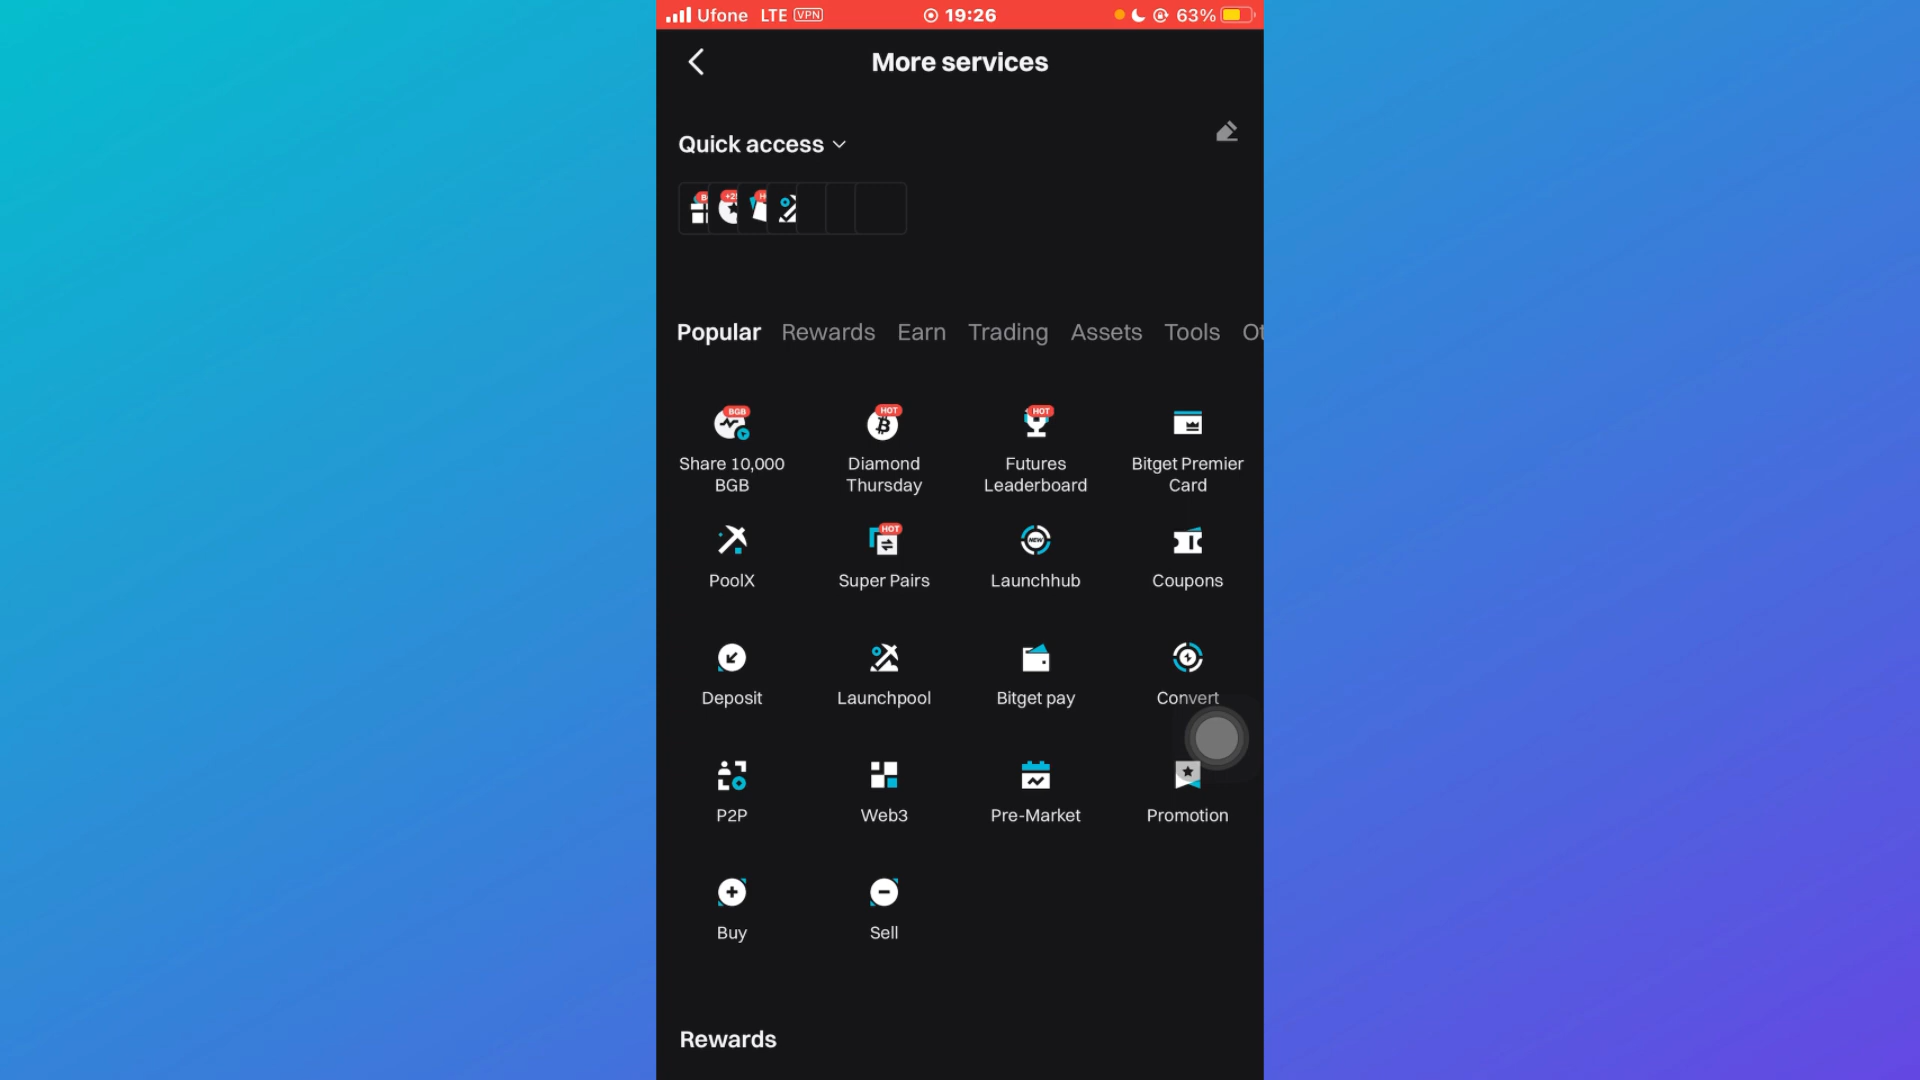 Ufone LTE VPN 19:26 63%
More services
Quick access
Popular Rewards Earn Trading Assets Tools
BGB HOT HOT
Share 10,000 BGB
Diamond Thursday
Futures Leaderboard
Bitget Premier Card
HOT NEW
PoolX Super Pairs Launchhub Coupons
Deposit Launchpool Bitget pay Convert
P2P Web3 Pre-Market Promotion
Buy Sell
Rewards